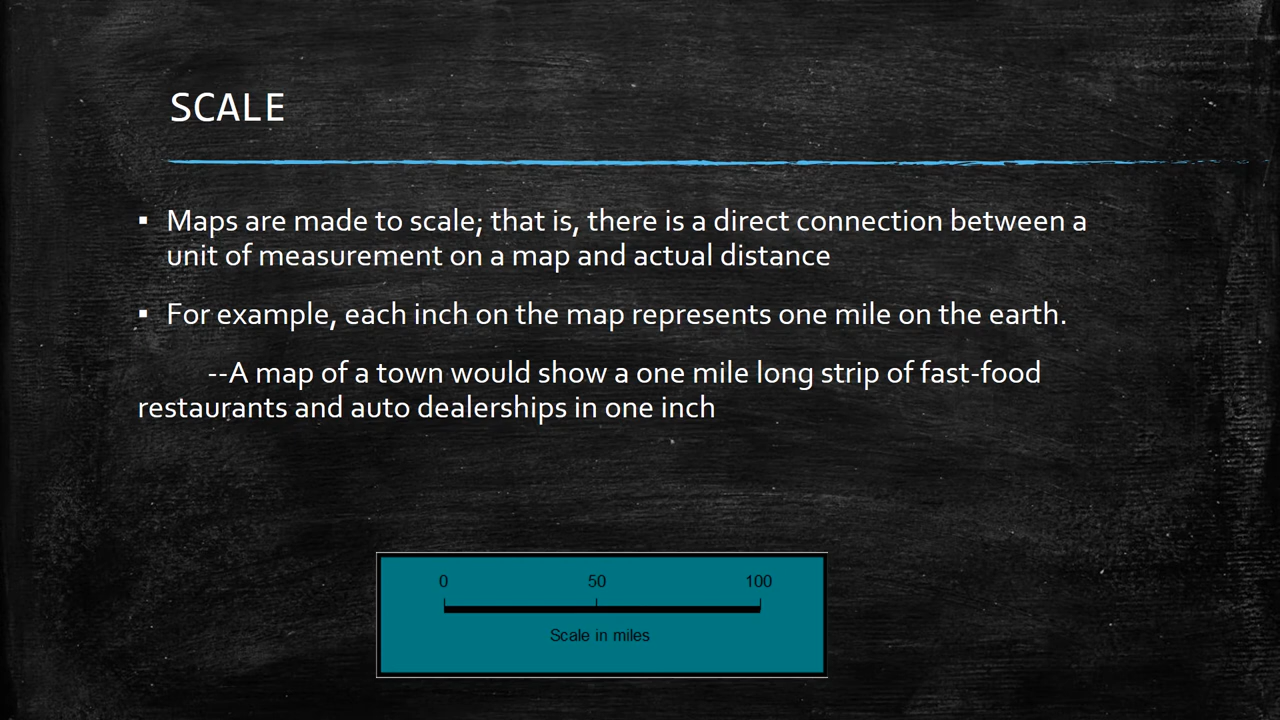 SCALE
▪ Maps are made to scale; that is, there is a direct connection between a
unit of measurement on a map and actual distance
▪ For example, each inch on the map represents one mile on the earth.
--A map of a town would show a one mile long strip of fast-food
restaurants and auto dealerships in one inch
0 50 100
Scale in miles